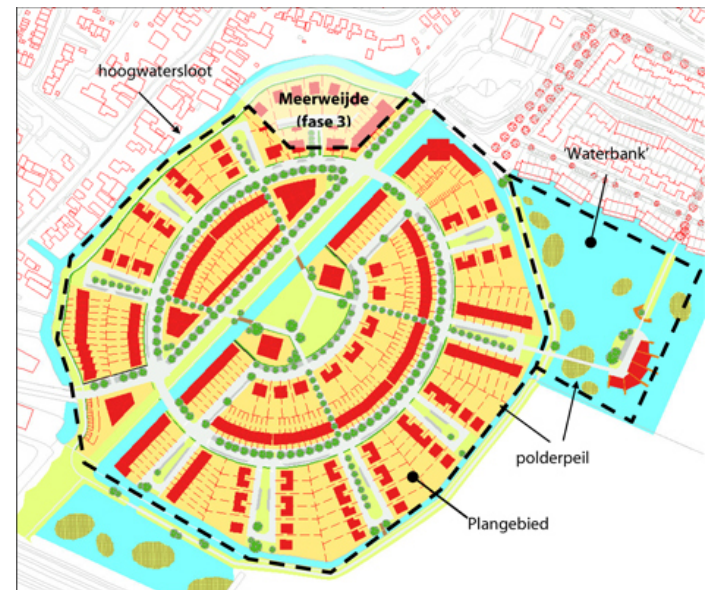 hoogwatersloot
Meerweijde
(fase 3)
'Waterbank'
polderpeil
Plangebied